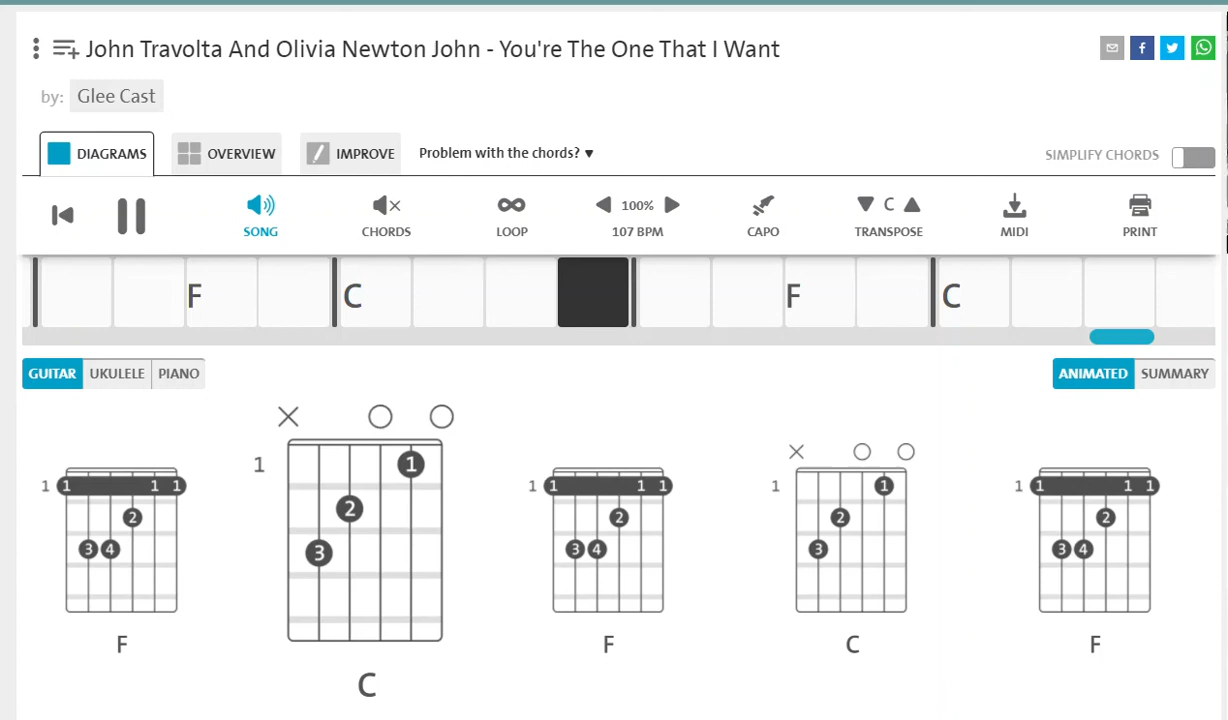 John Travolta And Olivia Newton John - You're The One That I Want
by: Glee Cast
DIAGRAMS OVERVIEW IMPROVE Problem with the chords? ▼ SIMPLIFY CHORDS
100% C
SONG CHORDS LOOP 107 BPM CAPO TRANSPOSE MIDI PRINT
F C F C
GUITAR UKULELE PIANO ANIMATED SUMMARY
1 1 1 1 1 2 3 4
1 1 2 3
1 1 1 1 2 3 4
1 1 2 3
1 1 1 1 2 3 4
F C F C F